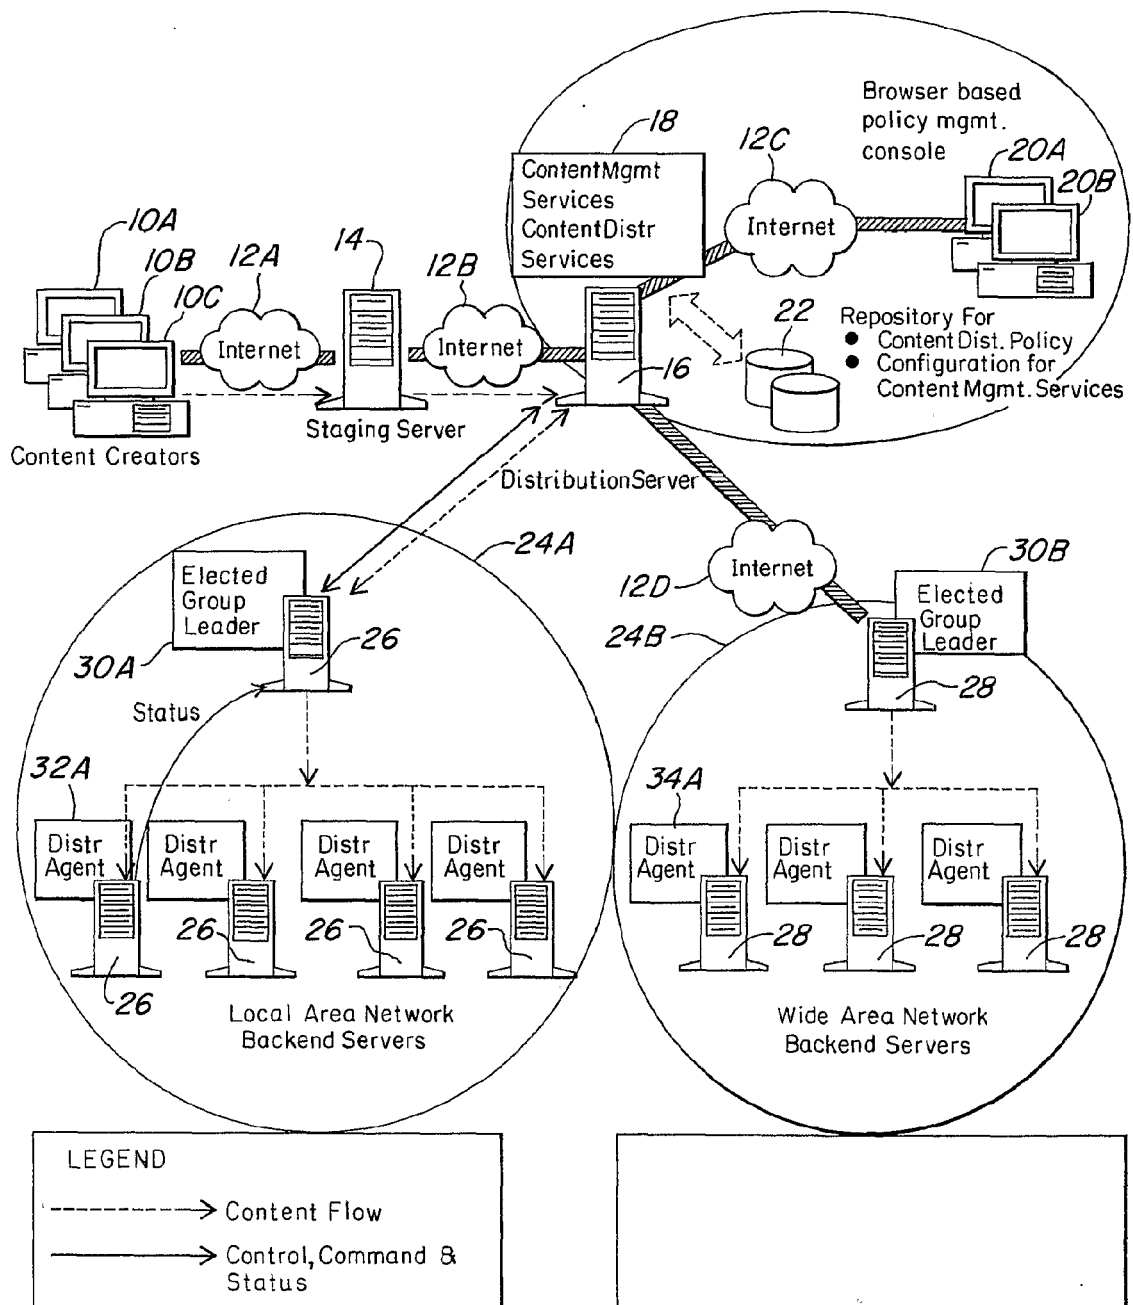 Browser based
policy mgmt.
console
18
12C
20A
20B
ContentMgmt
Services
ContentDistr
Services
Internet
10A
10B
10C
12A
14
12B
Internet
Internet
22
16
Repository For
● Content Dist. Policy
● Configuration for
Content Mgmt. Services
Staging Server
Content Creators
DistributionServer
24A
Elected
Group
Leader
26
30A
Status
Internet
12D
30B
Elected
Group
Leader
24B
28
32A
Distr
Agent
Distr
Agent
Distr
Agent
Distr
Agent
26
26
26
26
Local Area Network
Backend Servers
34A
Distr
Agent
Distr
Agent
Distr
Agent
28
28
28
Wide Area Network
Backend Servers
LEGEND
Content Flow
Control, Command &
Status